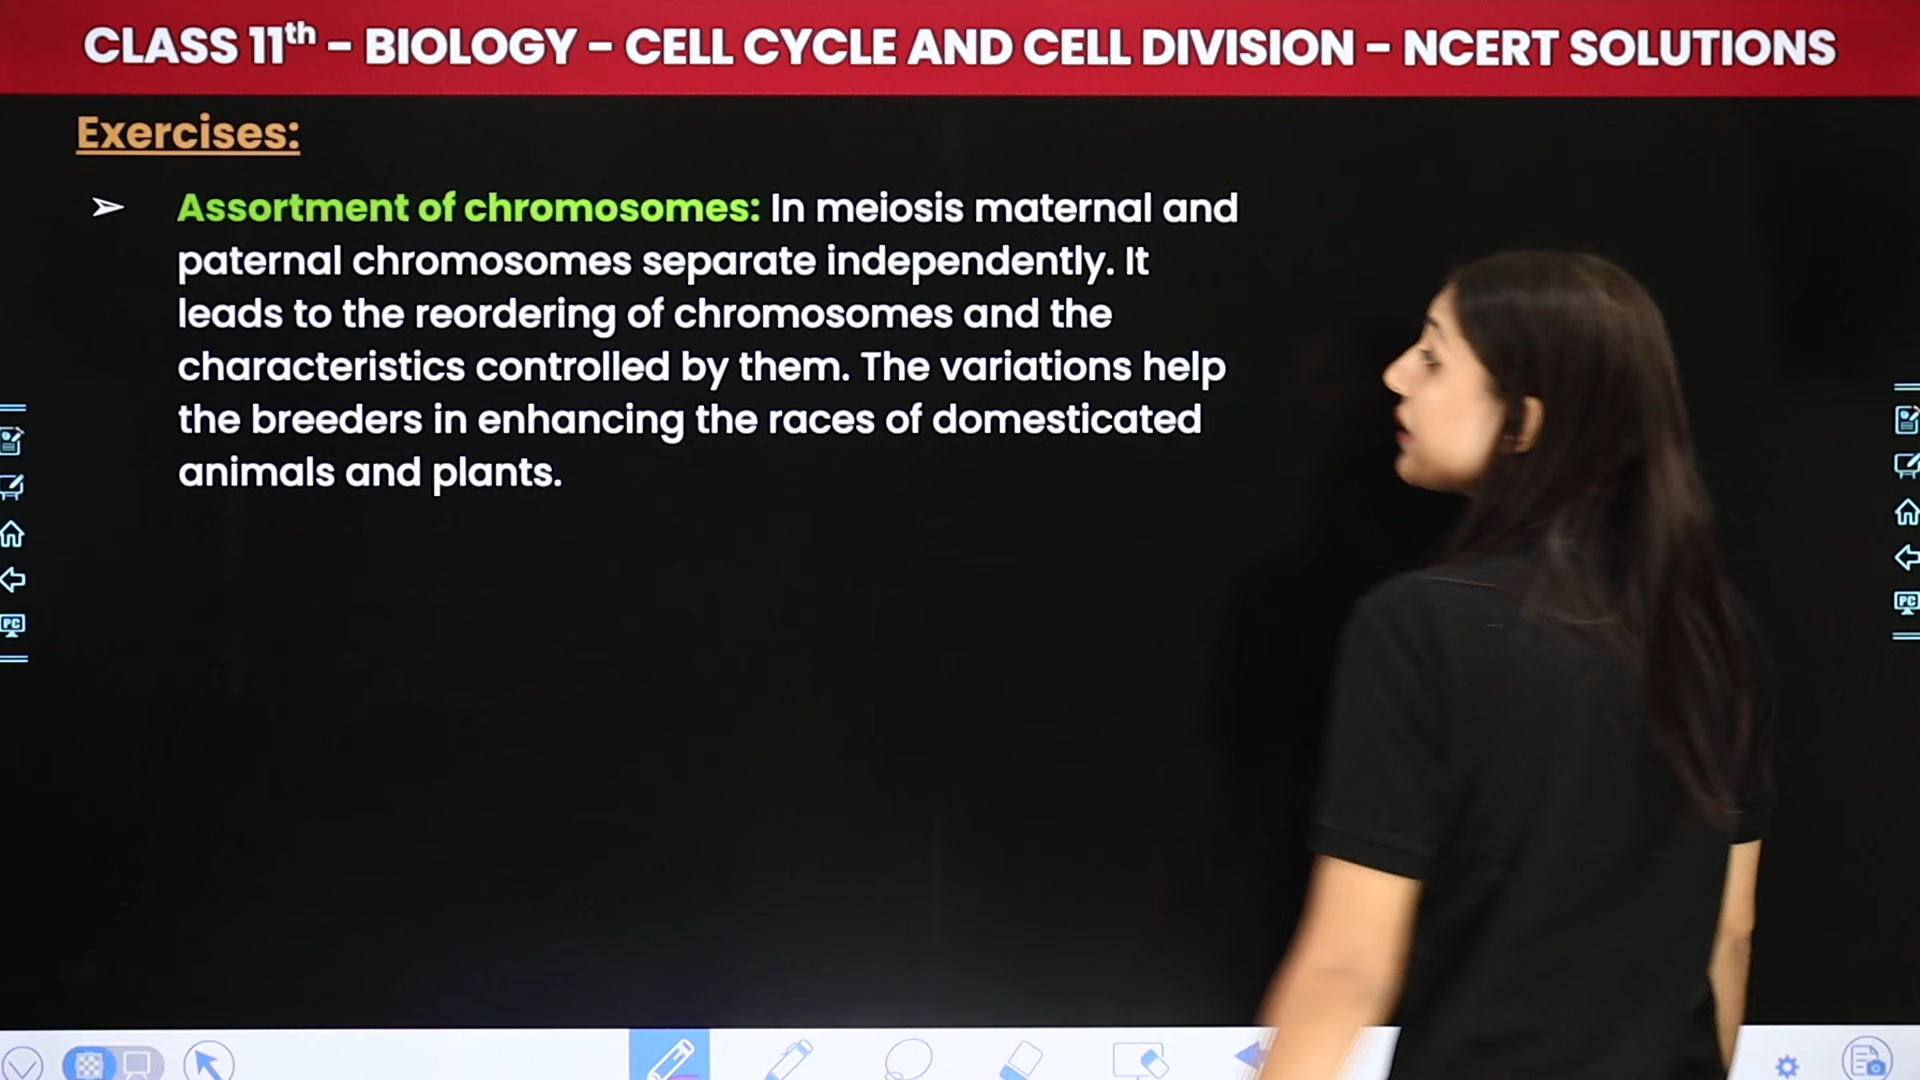 CLASS 11th – BIOLOGY – CELL CYCLE AND CELL DIVISION – NCERT SOLUTIONS
Exercises:
➢ Assortment of chromosomes: In meiosis maternal and
paternal chromosomes separate independently. It
leads to the reordering of chromosomes and the
characteristics controlled by them. The variations help
the breeders in enhancing the races of domesticated
animals and plants.
PC
PC